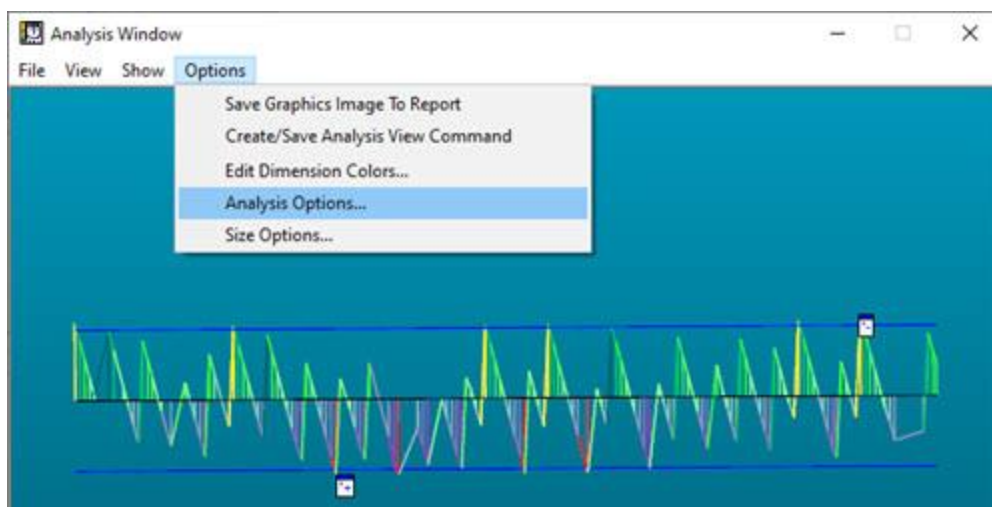 Analysis Window
File View Show Options
Save Graphics Image To Report
Create/Save Analysis View Command
Edit Dimension Colors...
Analysis Options...
Size Options...